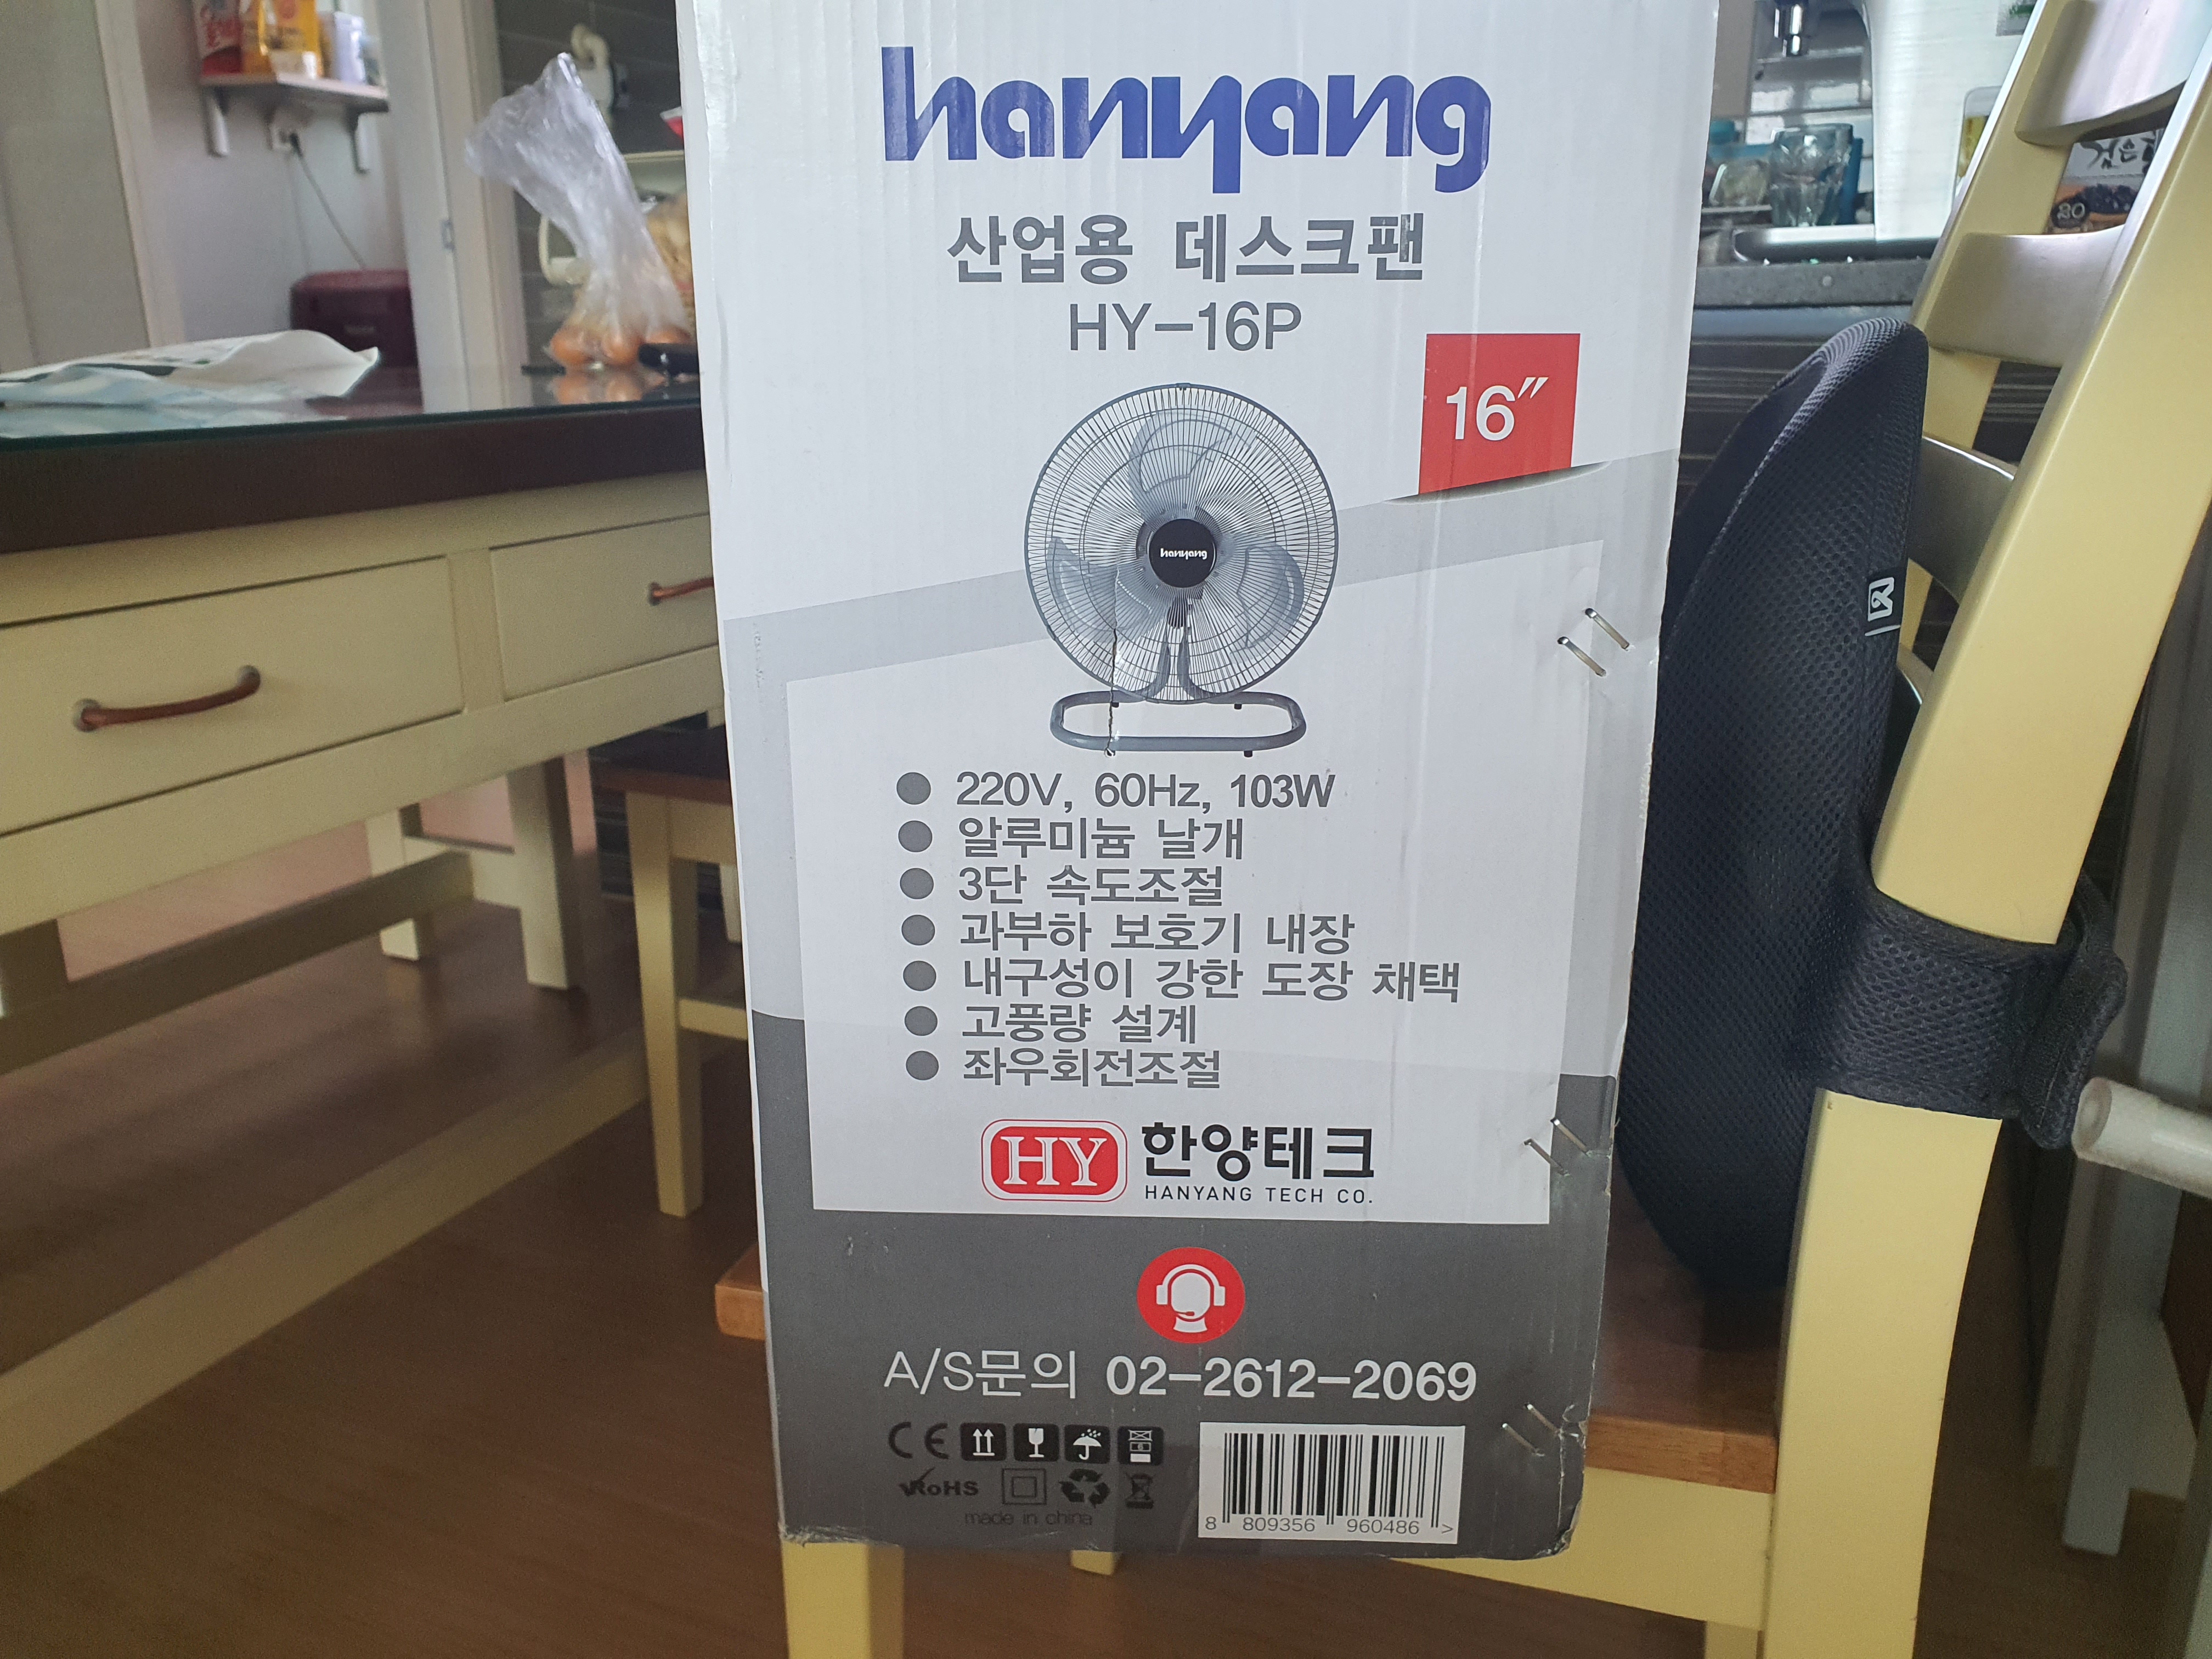 hanyang
산업용 데스크팬
HY-16P
16″
hanyang
● 220V, 60Hz, 103W
● 알루미늄 날개
● 3단 속도조절
● 과부하 보호기 내장
● 내구성이 강한 도장 채택
● 고풍량 설계
● 좌우회전조절
HY 한양테크
HANYANG TECH CO.
A/S문의 02-2612-2069
CE
RoHS
made in china
8 809356 960486 >
검은
20